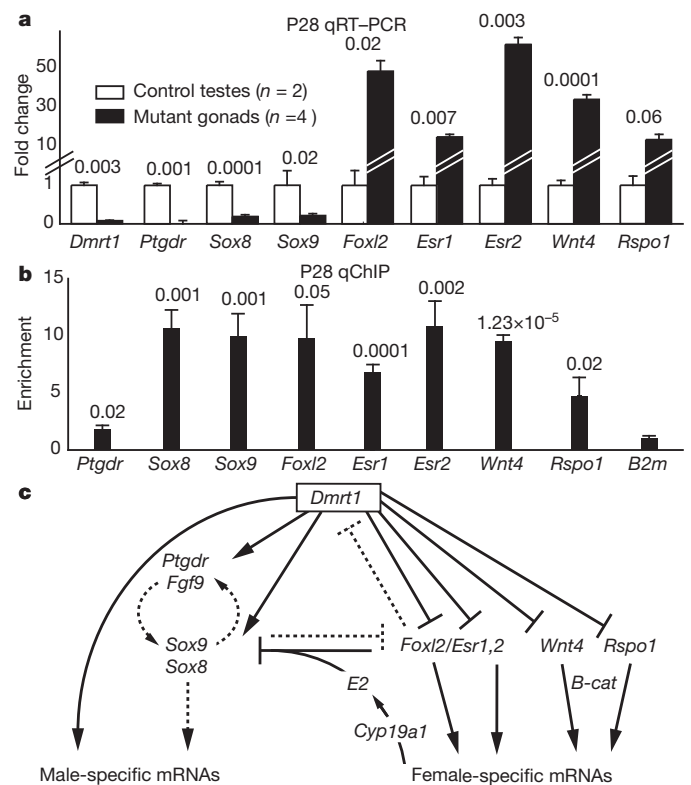 a
P28 qRT–PCR
Fold change
50
30
10
1
0
Control testes (n = 2)
Mutant gonads (n =4 )
0.003
0.001
0.0001
0.02
0.02
0.007
0.003
0.0001
0.06
Dmrt1 Ptgdr Sox8 Sox9 Foxl2 Esr1 Esr2 Wnt4 Rspo1
b
P28 qChIP
Enrichment
15
10
5
0
0.02
0.001
0.001
0.05
0.0001
0.002
1.23×10–5
0.02
Ptgdr Sox8 Sox9 Foxl2 Esr1 Esr2 Wnt4 Rspo1 B2m
c
Dmrt1
Ptgdr
Fgf9
Sox9
Sox8
Foxl2/Esr1,2
Wnt4
Rspo1
E2
B-cat
Cyp19a1
Male-specific mRNAs
Female-specific mRNAs